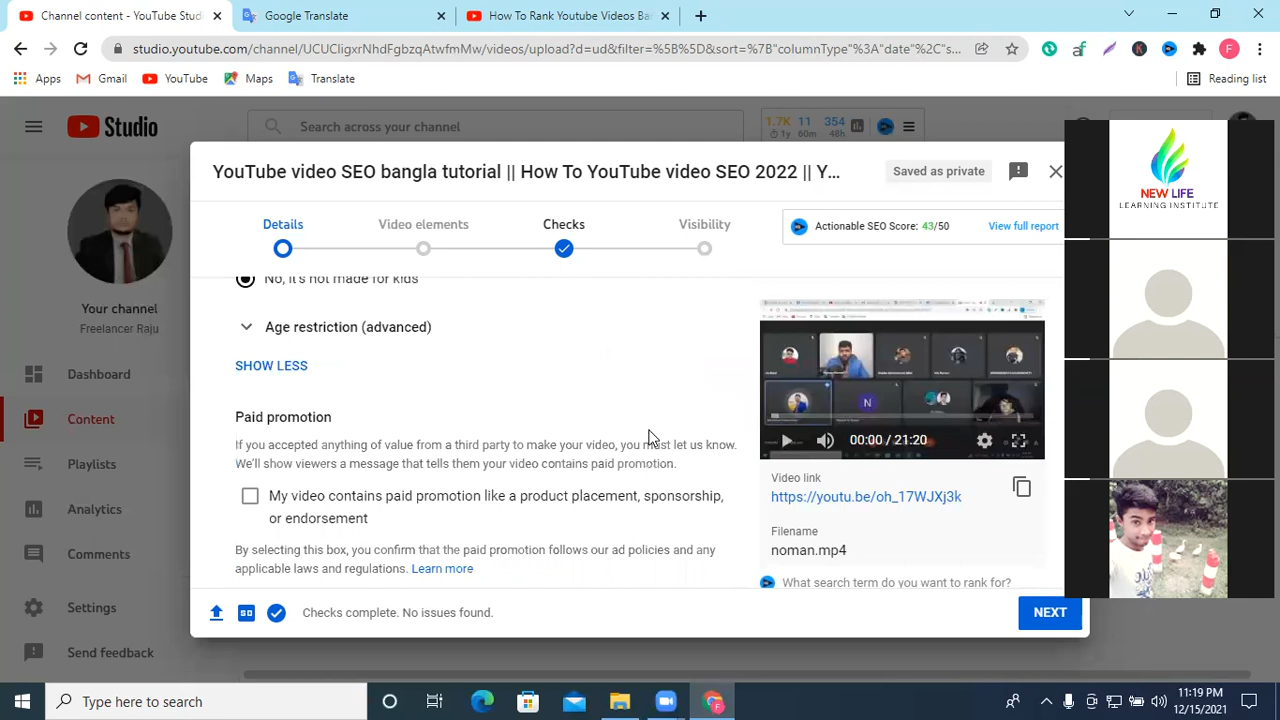 Channel content - YouTube St
Google Translate
How To Rank YouTube Videos
studio.youtube.com/channel/UCUCligxrNhdFgbzqAtwfmMw/videos/upload?d=ud&filter=%5B%5D&sort=%7B"columnType"%3A"date"%2C"s...
Apps
Gmail
YouTube
Maps
Translate
Reading list
Studio
Search across your channel
1.7K 11 354
1y 60m 48h
YouTube video SEO bangla tutorial || How To YouTube video SEO 2022 || Y...
Saved as private
Details
Video elements
Checks
Visibility
Actionable SEO Score: 43/50
View full report
No, it's not made for kids
Age restriction (advanced)
SHOW LESS
Paid promotion
If you accepted anything of value from a third party to make your video, you must let us know.
We'll show viewers a message that tells them your video contains paid promotion.
My video contains paid promotion like a product placement, sponsorship,
or endorsement
By selecting this box, you confirm that the paid promotion follows our ad policies and any
applicable laws and regulations. Learn more
N
00:00 / 21:20
Video link
https://youtu.be/oh_17WJXj3k
Filename
noman.mp4
What search term do you want to rank for?
SD
Checks complete. No issues found.
NEXT
Your channel
Freelancer Raju
Dashboard
Content
Playlists
Analytics
Comments
Settings
Send feedback
NEW LIFE
LEARNING INSTITUTE
Type here to search
11:19 PM
12/15/2021